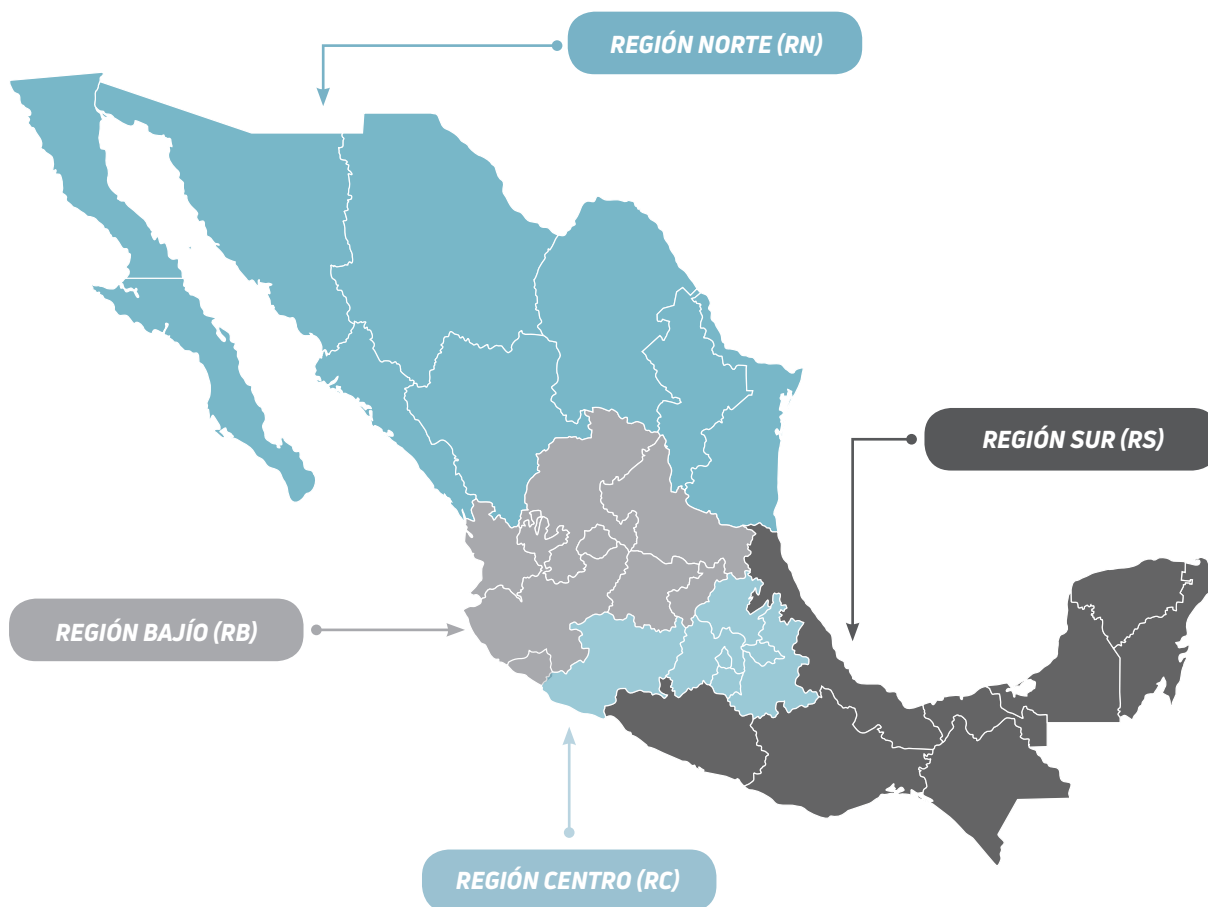 REGIÓN NORTE (RN)
REGIÓN SUR (RS)
REGIÓN BAJÍO (RB)
REGIÓN CENTRO (RC)